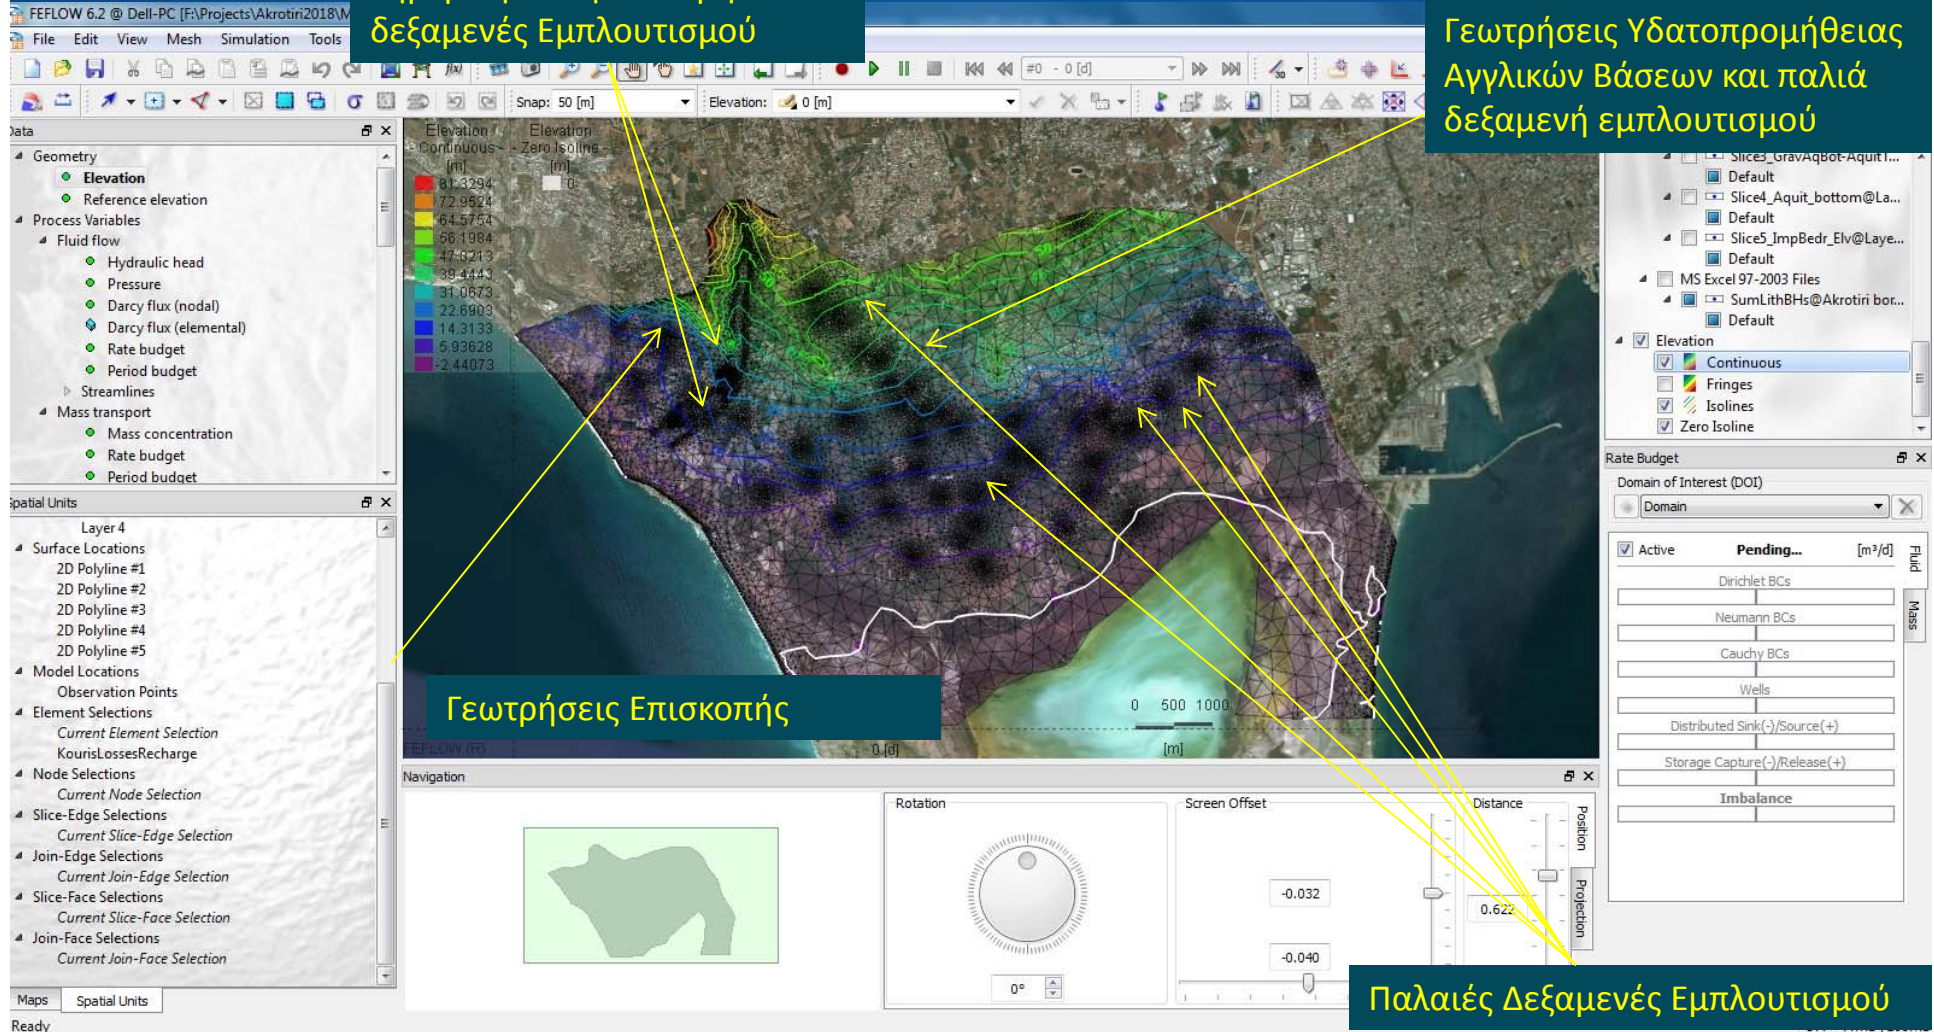 FEFLOW 6.2 @ Dell-PC [F:\Projects\Akrotiri2018\M
δεξαμενές Εμπλουτισμού
Γεωτρήσεις Υδατοπρομήθειας
Αγγλικών Βάσεων και παλιά
δεξαμενή εμπλουτισμού
File Edit View Mesh Simulation Tools
#0 - 0 [d]
Snap: 50 [m]
Elevation: 0 [m]
Data
Geometry
Elevation
Reference elevation
Process Variables
Fluid flow
Hydraulic head
Pressure
Darcy flux (nodal)
Darcy flux (elemental)
Rate budget
Period budget
Streamlines
Mass transport
Mass concentration
Rate budget
Period budget
Spatial Units
Layer 4
Surface Locations
2D Polyline #1
2D Polyline #2
2D Polyline #3
2D Polyline #4
2D Polyline #5
Model Locations
Observation Points
Element Selections
Current Element Selection
KourisLossesRecharge
Node Selections
Current Node Selection
Slice-Edge Selections
Current Slice-Edge Selection
Join-Edge Selections
Current Join-Edge Selection
Slice-Face Selections
Current Slice-Face Selection
Join-Face Selections
Current Join-Face Selection
Maps Spatial Units
Ready
Elevation
- Continuous -
[m]
81.3294
72.9524
64.5754
56.1984
47.8213
39.4443
31.0673
22.6903
14.3133
5.93628
-2.44073
Elevation
- Zero Isoline -
[m]
0
Γεωτρήσεις Επισκοπής
0 500 1000
[m]
FEFLOW (R)
0 [d]
Navigation
Rotation
0°
Screen Offset
-0.032
-0.040
Distance
0.622
Position
Projection
Slice3_GravAqBot-AquitT...
Default
Slice4_Aquit_bottom@La...
Default
Slice5_ImpBedr_Elv@Laye...
Default
MS Excel 97-2003 Files
SumLithBHs@Akrotiri bor...
Default
Elevation
Continuous
Fringes
Isolines
Zero Isoline
Rate Budget
Domain of Interest (DOI)
Domain
Active Pending... [m³/d]
Fluid
Mass
Dirichlet BCs
Neumann BCs
Cauchy BCs
Wells
Distributed Sink(-)/Source(+)
Storage Capture(-)/Release(+)
Imbalance
Παλαιές Δεξαμενές Εμπλουτισμού